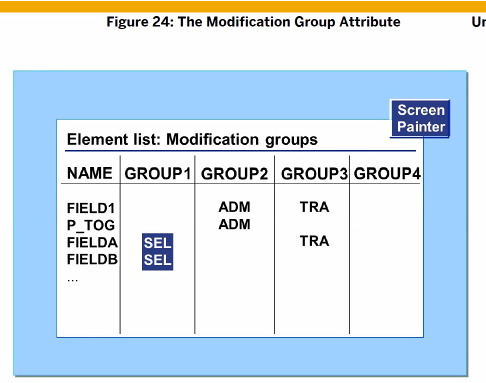 Figure 24: The Modification Group Attribute
Screen
Painter
Element list: Modification groups
NAME GROUP1 GROUP2 GROUP3 GROUP4
FIELD1 ADM TRA
P_TOG ADM
FIELDA SEL TRA
FIELDB SEL
...